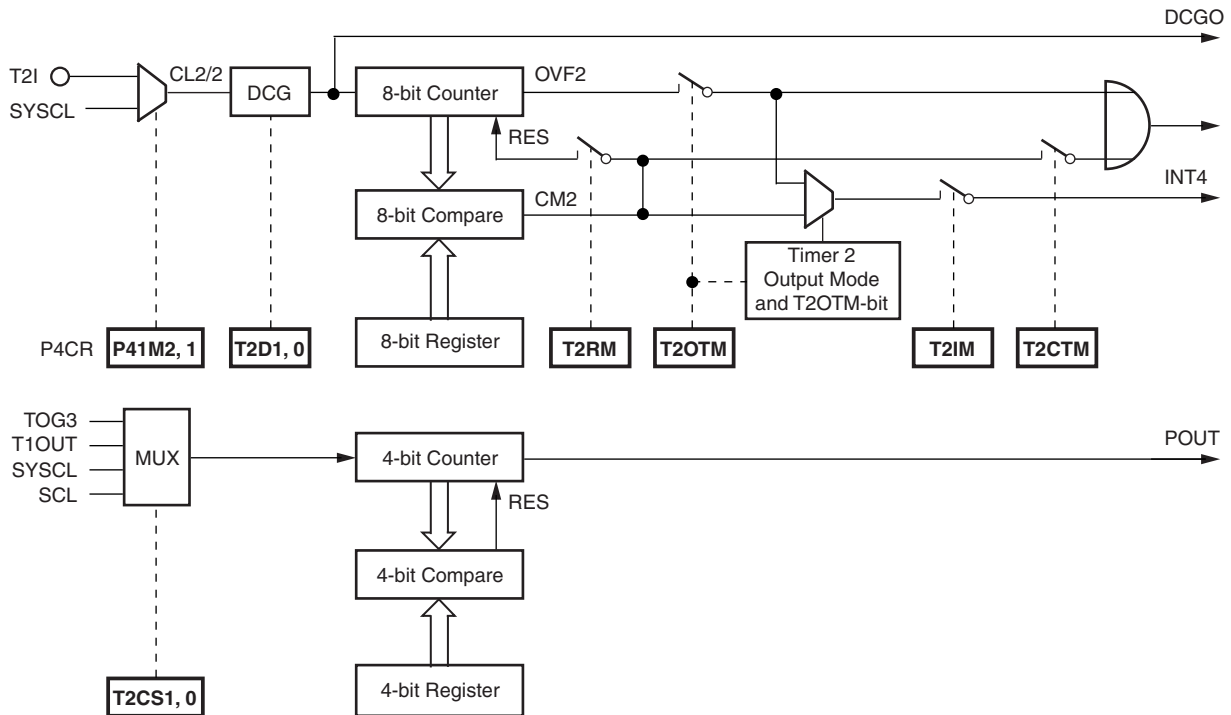 DCGO
T2I
CL2/2
SYSCL
DCG
8-bit Counter
OVF2
RES
8-bit Compare
CM2
INT4
Timer 2
Output Mode
and T2OTM-bit
8-bit Register
P4CR
P41M2, 1
T2D1, 0
T2RM
T2OTM
T2IM
T2CTM
TOG3
T1OUT
SYSCL
SCL
MUX
4-bit Counter
POUT
RES
4-bit Compare
4-bit Register
T2CS1, 0